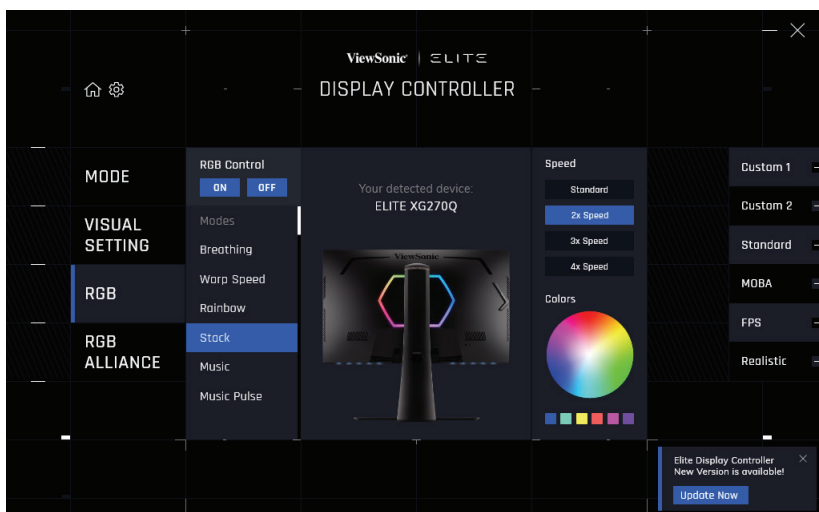 ViewSonic ELITE
DISPLAY CONTROLLER
MODE
VISUAL
SETTING
RGB
RGB
ALLIANCE
RGB Control
ON OFF
Modes
Breathing
Warp Speed
Rainbow
Stack
Music
Music Pulse
Your detected device:
ELITE XG270Q
ViewSonic
Speed
Standard
2x Speed
3x Speed
4x Speed
Colors
Custom 1
Custom 2
Standard
MOBA
FPS
Realistic
Elite Display Controller
New Version is available!
Update Now